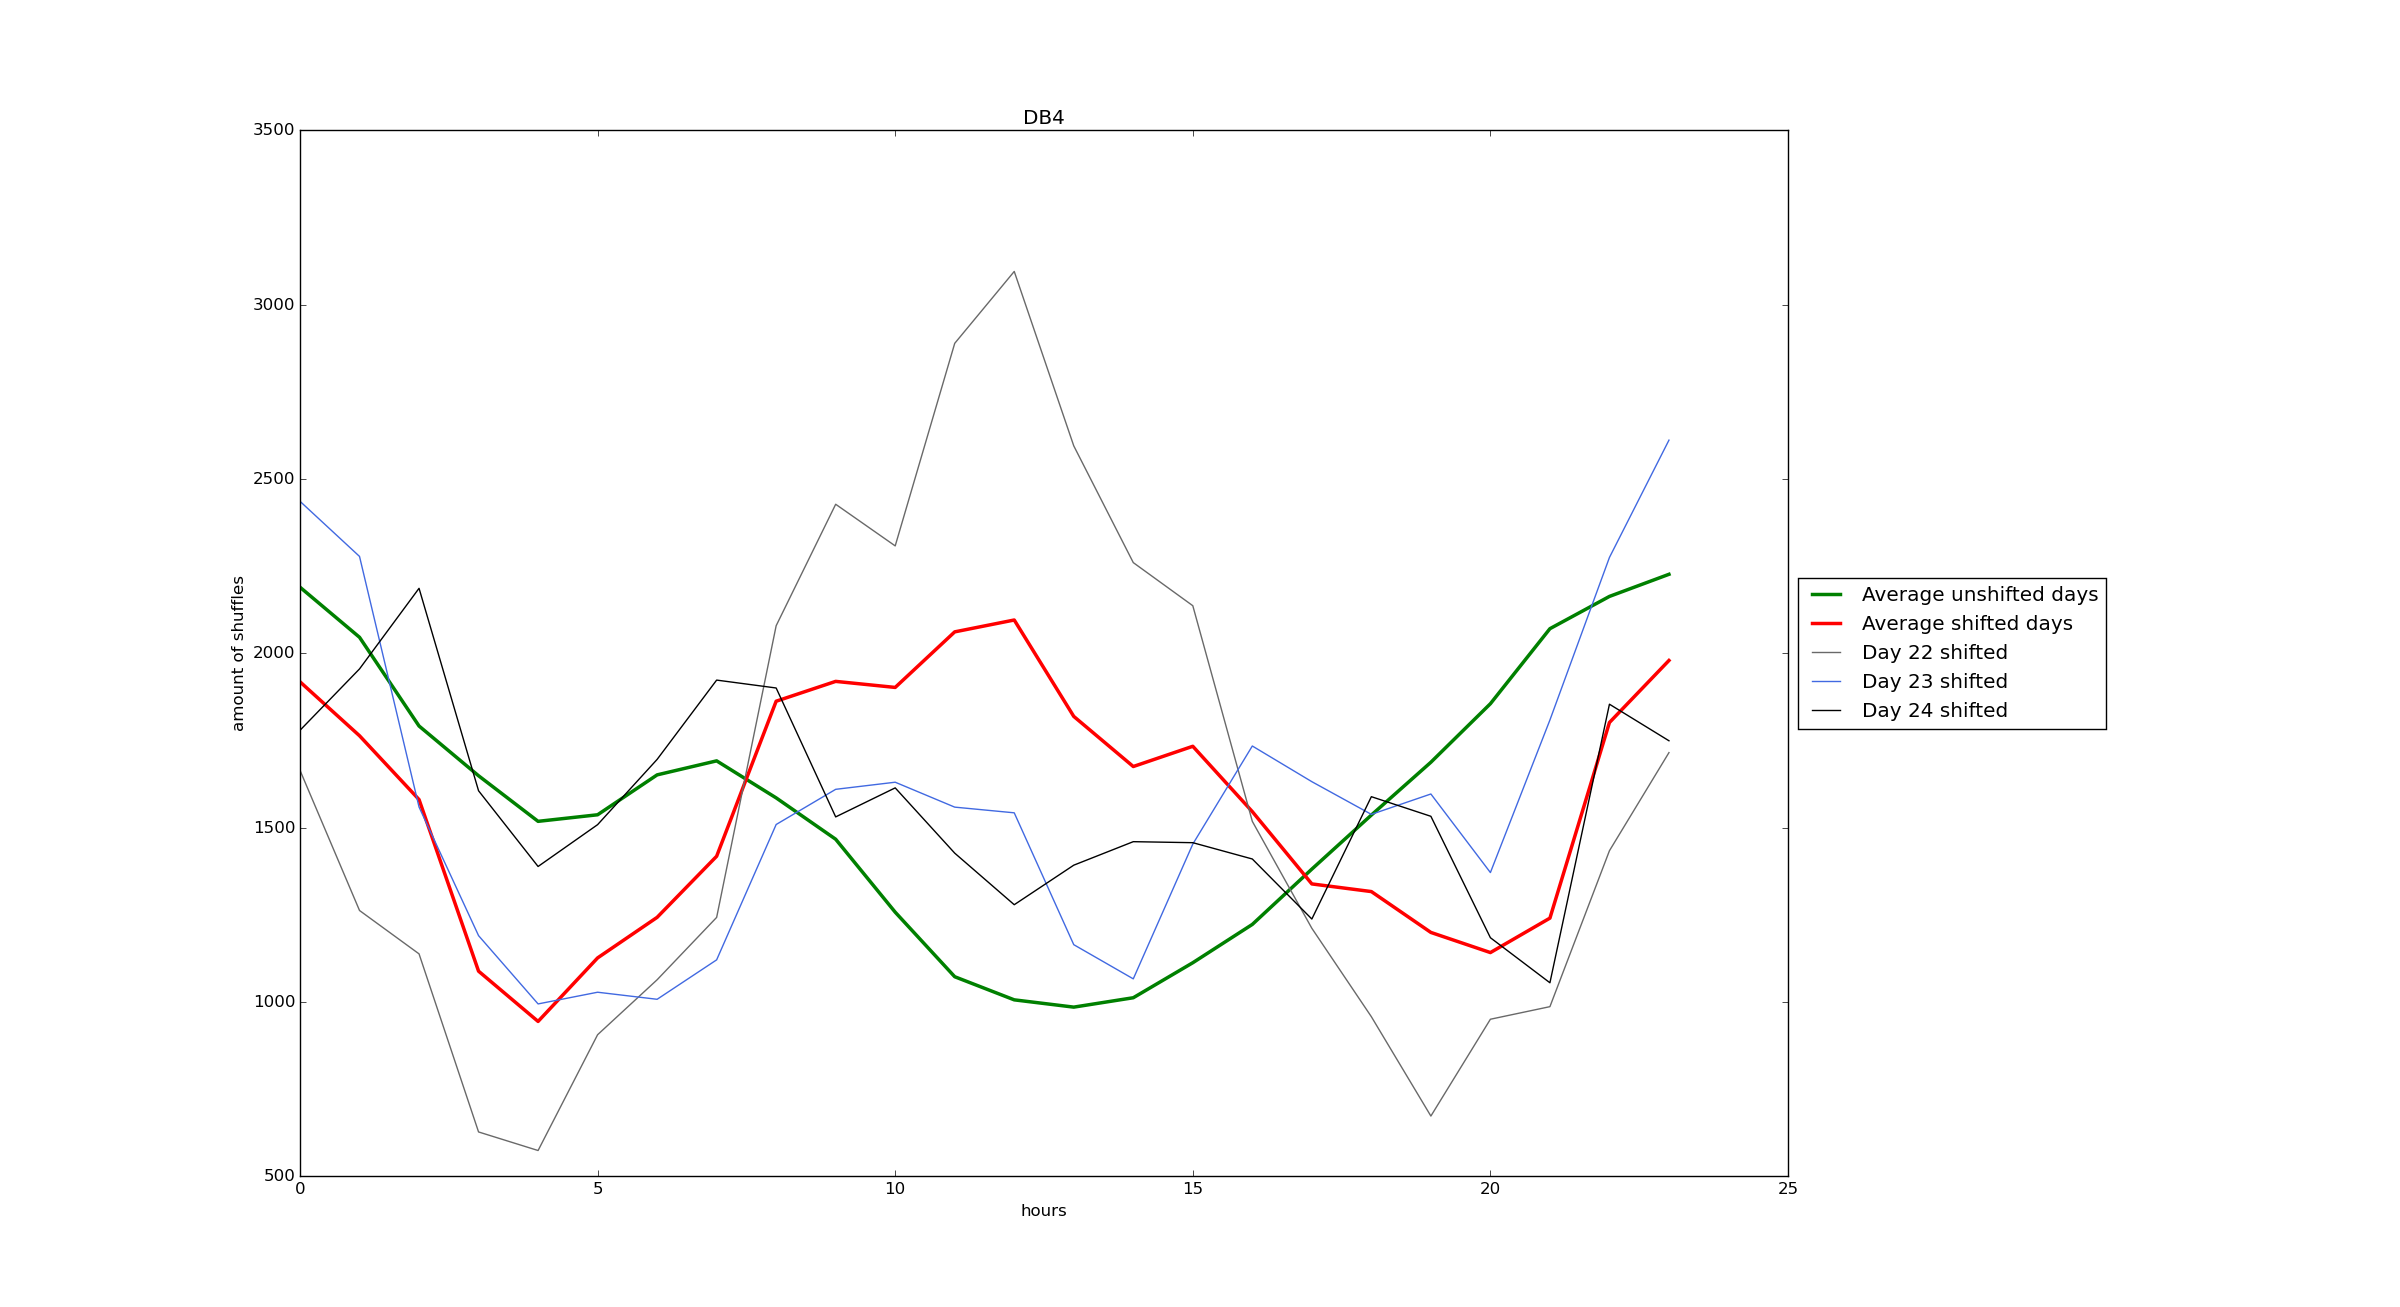 DB4
3500
3000
2500
2000
1500
1000
500
amount of shuffles
0 5 10 15 20 25
hours
Average unshifted days
Average shifted days
Day 22 shifted
Day 23 shifted
Day 24 shifted